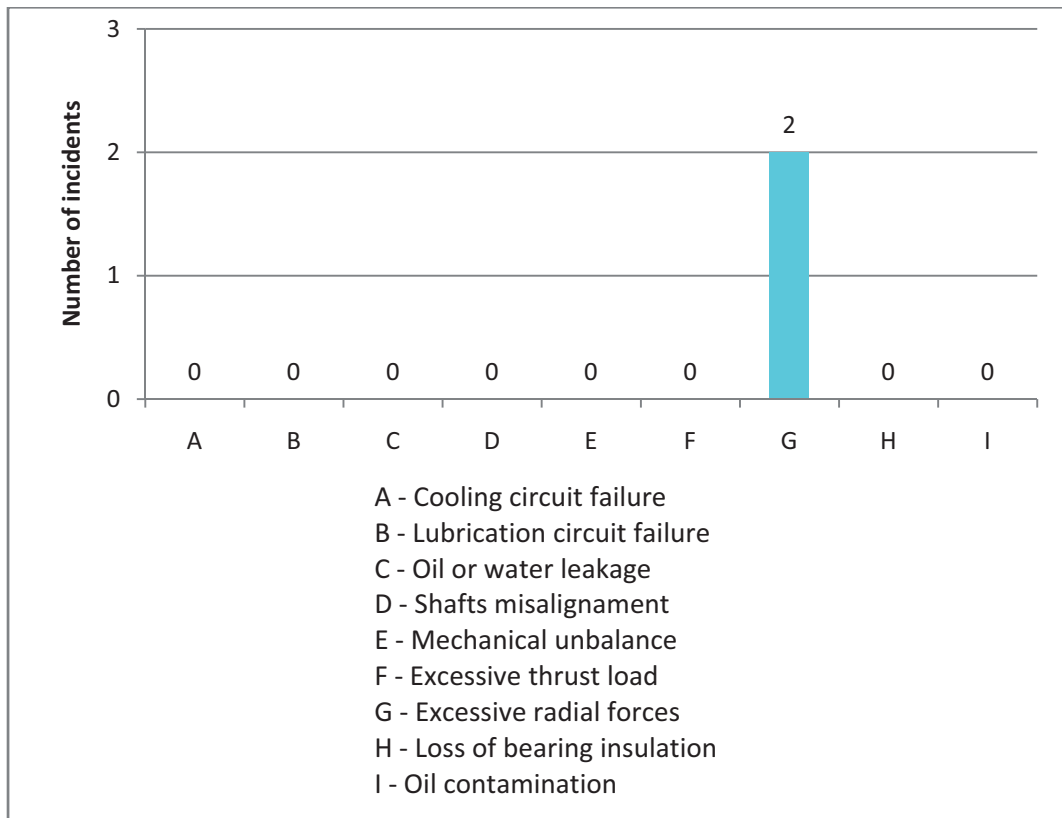 3
2
1
0
Number of incidents
0 0 0 0 0 0 2 0 0
A B C D E F G H I
A - Cooling circuit failure
B - Lubrication circuit failure
C - Oil or water leakage
D - Shafts misalignament
E - Mechanical unbalance
F - Excessive thrust load
G - Excessive radial forces
H - Loss of bearing insulation
I - Oil contamination